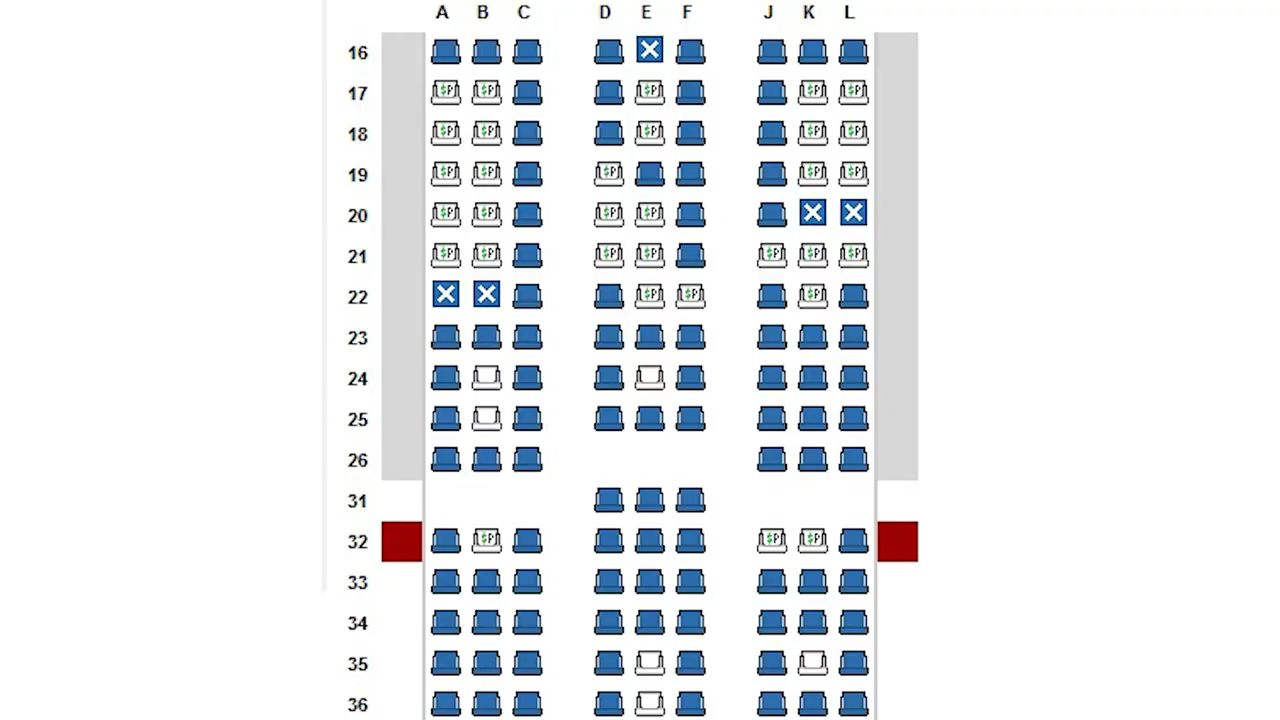 A B C D E F J K L
16
17 $P $P $P $P $P
18 $P $P $P $P $P
19 $P $P $P $P $P
20 $P $P $P $P
21 $P $P $P $P $P $P $P
22 $P $P $P
23
24
25
26
31
32 $P $P $P
33
34
35
36